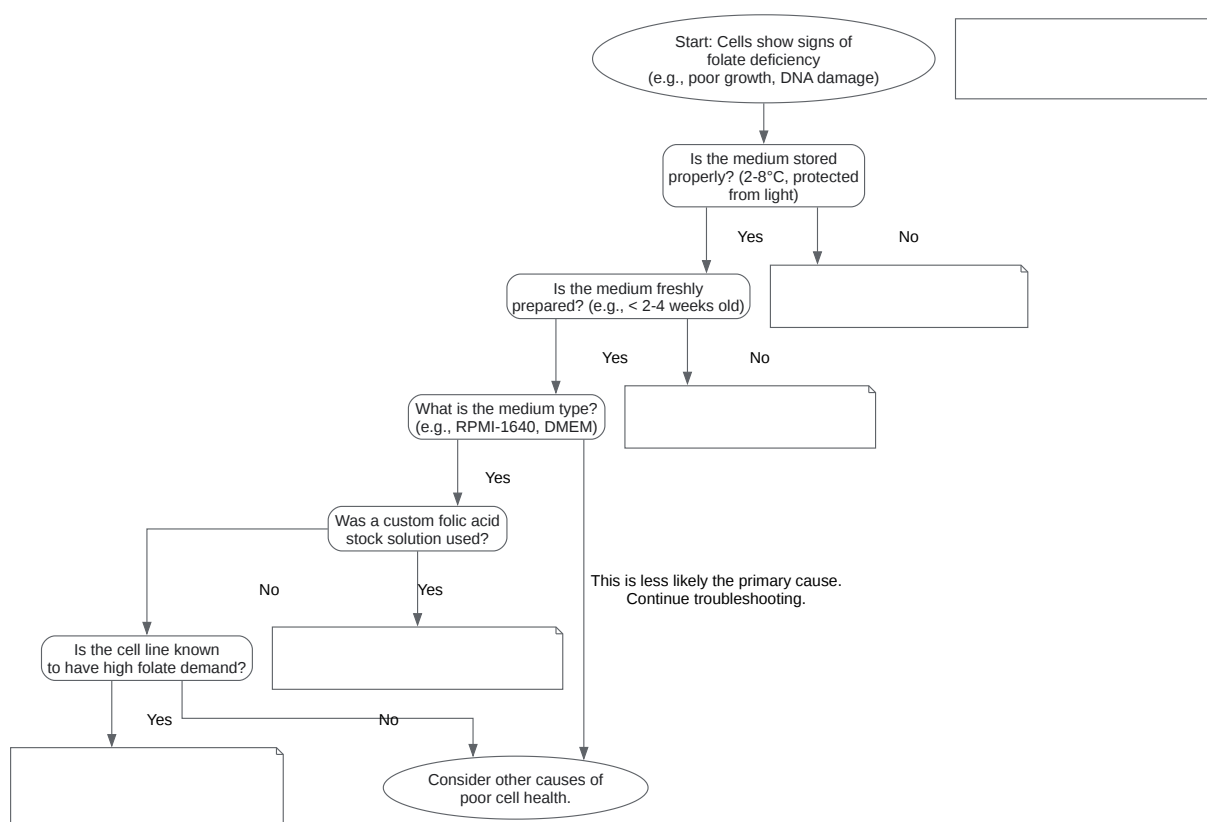 Start: Cells show signs of
folate deficiency
(e.g., poor growth, DNA damage)
Is the medium stored
properly? (2-8°C, protected
from light)
Yes
No
Is the medium freshly
prepared? (e.g., < 2-4 weeks old)
Yes
No
What is the medium type?
(e.g., RPMI-1640, DMEM)
Yes
Was a custom folic acid
stock solution used?
No
Yes
This is less likely the primary cause.
Continue troubleshooting.
Is the cell line known
to have high folate demand?
Yes
No
Consider other causes of
poor cell health.